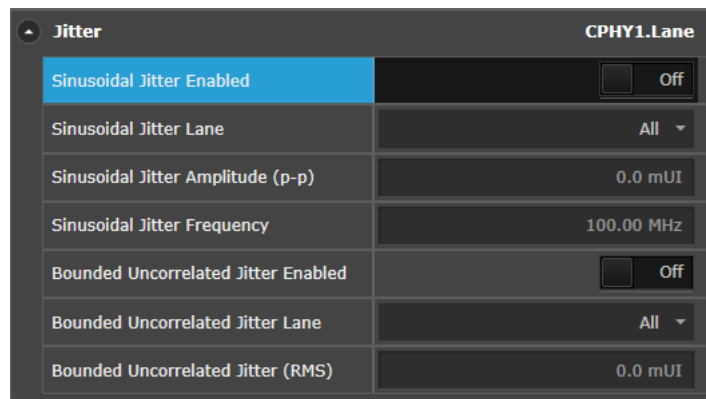 Jitter CPHY1.Lane
Sinusoidal Jitter Enabled Off
Sinusoidal Jitter Lane All
Sinusoidal Jitter Amplitude (p-p) 0.0 mUI
Sinusoidal Jitter Frequency 100.00 MHz
Bounded Uncorrelated Jitter Enabled Off
Bounded Uncorrelated Jitter Lane All
Bounded Uncorrelated Jitter (RMS) 0.0 mUI